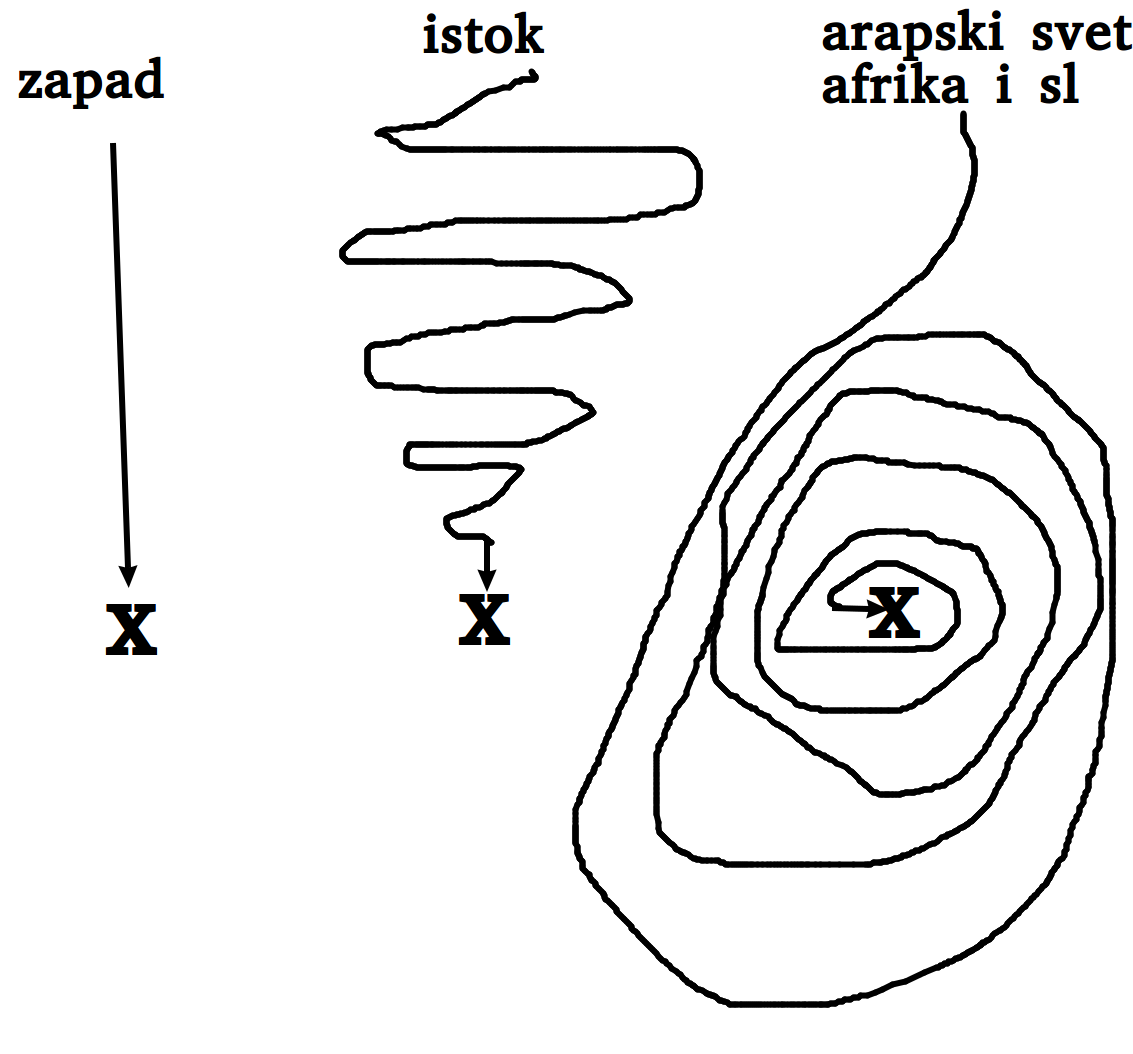 zapad
istok
arapski svet
afrika i sl
X
X
X